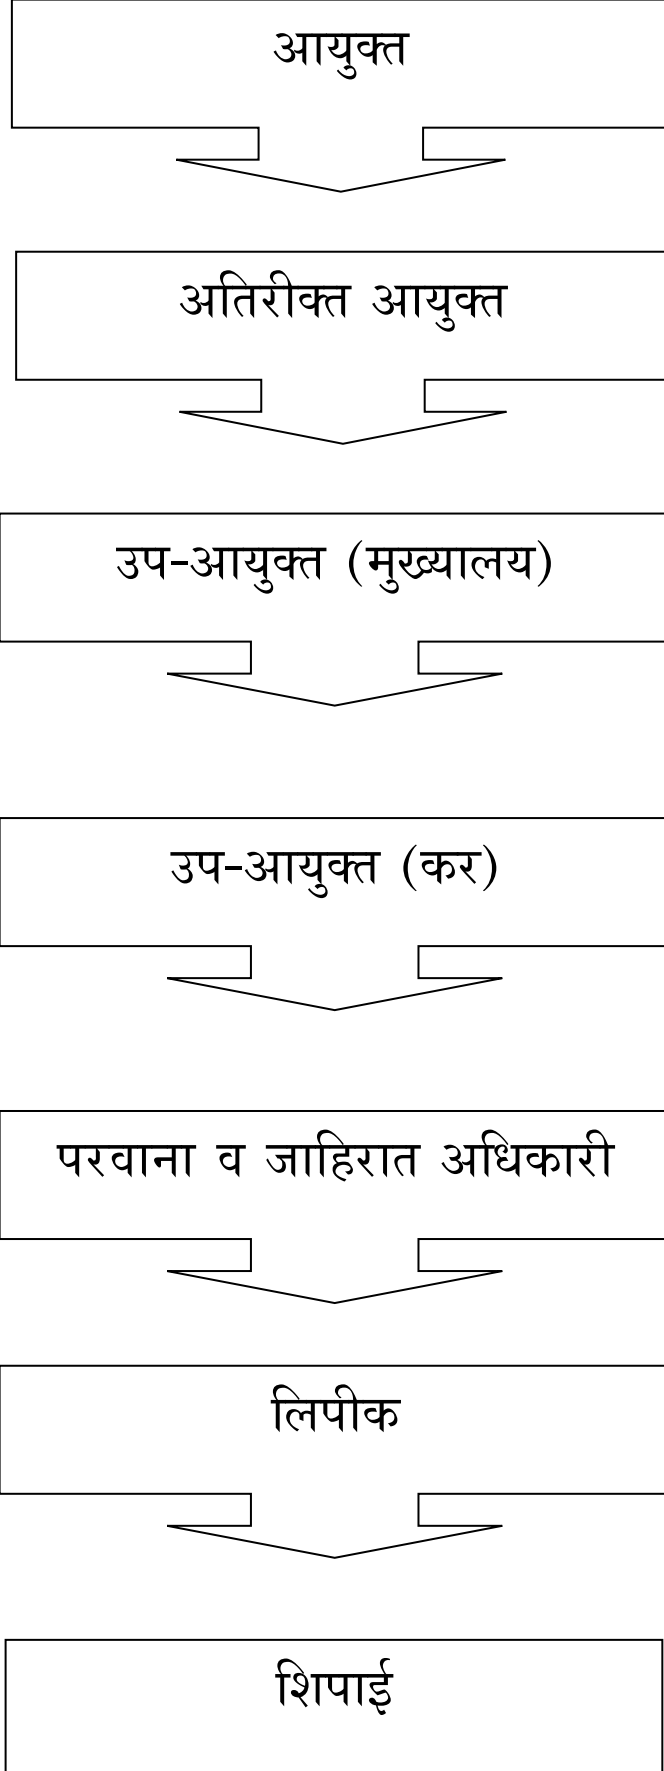 आयुक्त
अतिरीक्त आयुक्त
उप-आयुक्त (मुख्यालय)
उप-आयुक्त (कर)
परवाना व जाहिरात अधिकारी
लिपीक
शिपाई